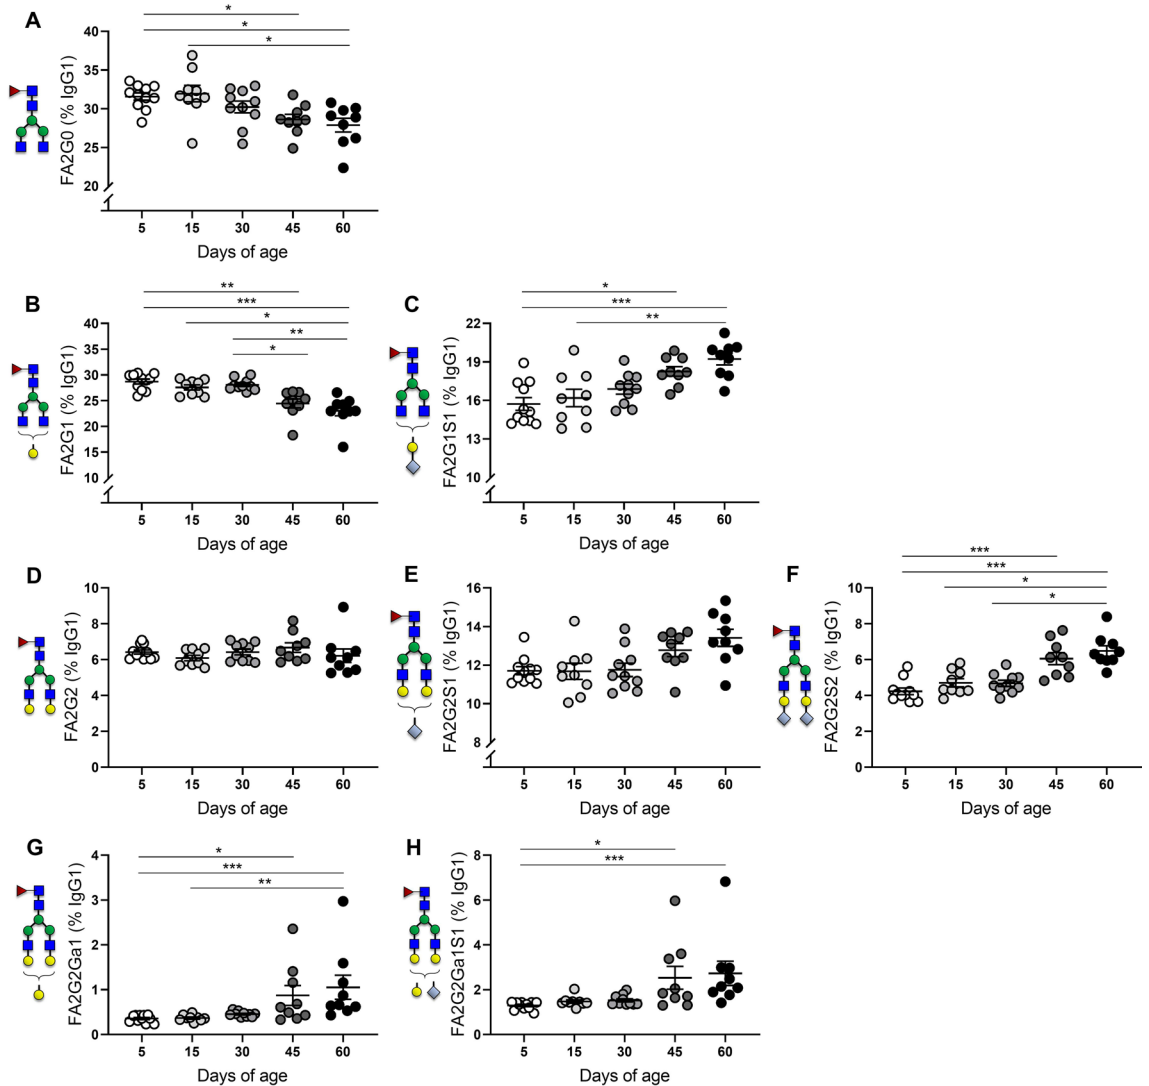 A
*
*
*
FA2G0 (% IgG1)
40
35
30
25
20
5 15 30 45 60
Days of age
B
**
***
*
**
*
FA2G1 (% IgG1)
40
35
30
25
20
15
10
5 15 30 45 60
Days of age
C
*
***
**
FA2G1S1 (% IgG1)
22
19
16
13
10
5 15 30 45 60
Days of age
D
FA2G2 (% IgG1)
10
8
6
4
2
0
5 15 30 45 60
Days of age
E
FA2G2S1 (% IgG1)
16
14
12
10
8
5 15 30 45 60
Days of age
F
***
***
*
*
FA2G2S2 (% IgG1)
10
8
6
4
2
0
5 15 30 45 60
Days of age
G
*
***
**
FA2G2Ga1 (% IgG1)
4
3
2
1
0
5 15 30 45 60
Days of age
H
*
***
FA2G2Ga1S1 (% IgG1)
8
6
4
2
0
5 15 30 45 60
Days of age